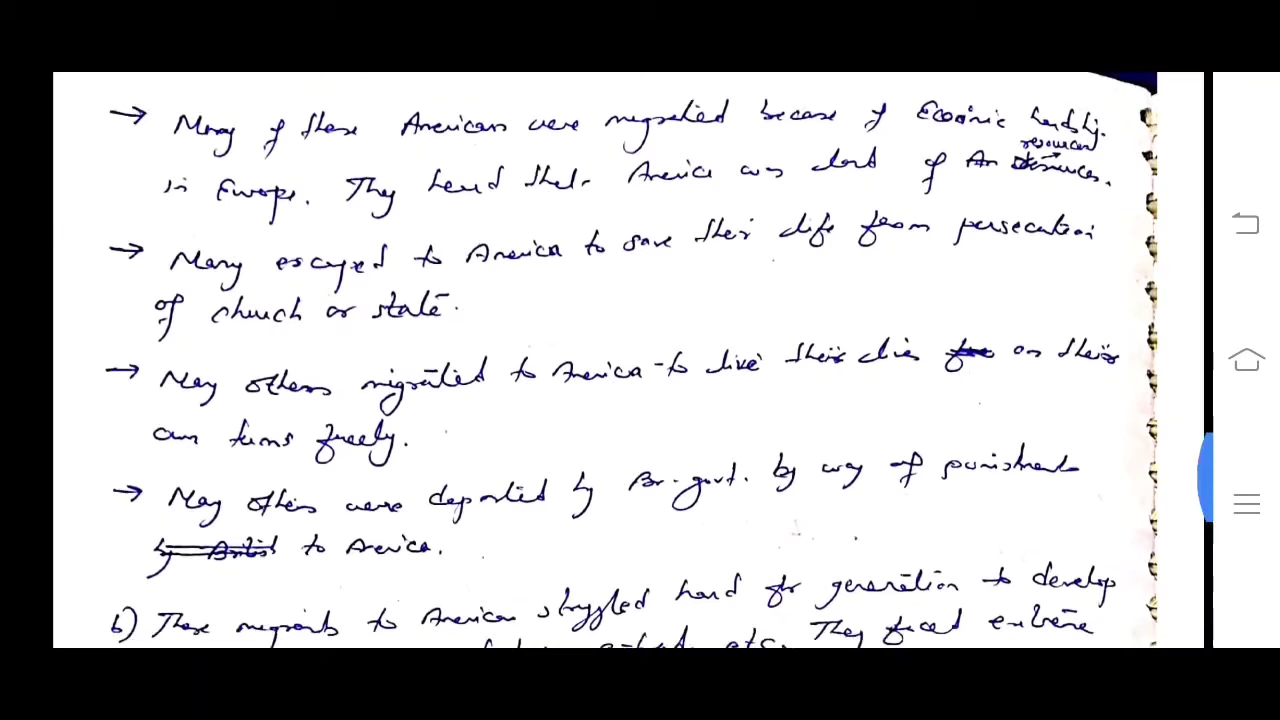 → Many of these Americans were migrated because of Economic hardship
resources
in Europe. They heard that America was land of
→ Many escaped to America to save their life from persecution
of church or state.
→ Many others migrated to America to live their lives on their
own terms freely.
→ Many others were deported by Br. govt. by way of punishment
to America.
b) These migrants to American struggled hard for generation to develop
etc. They faced extreme